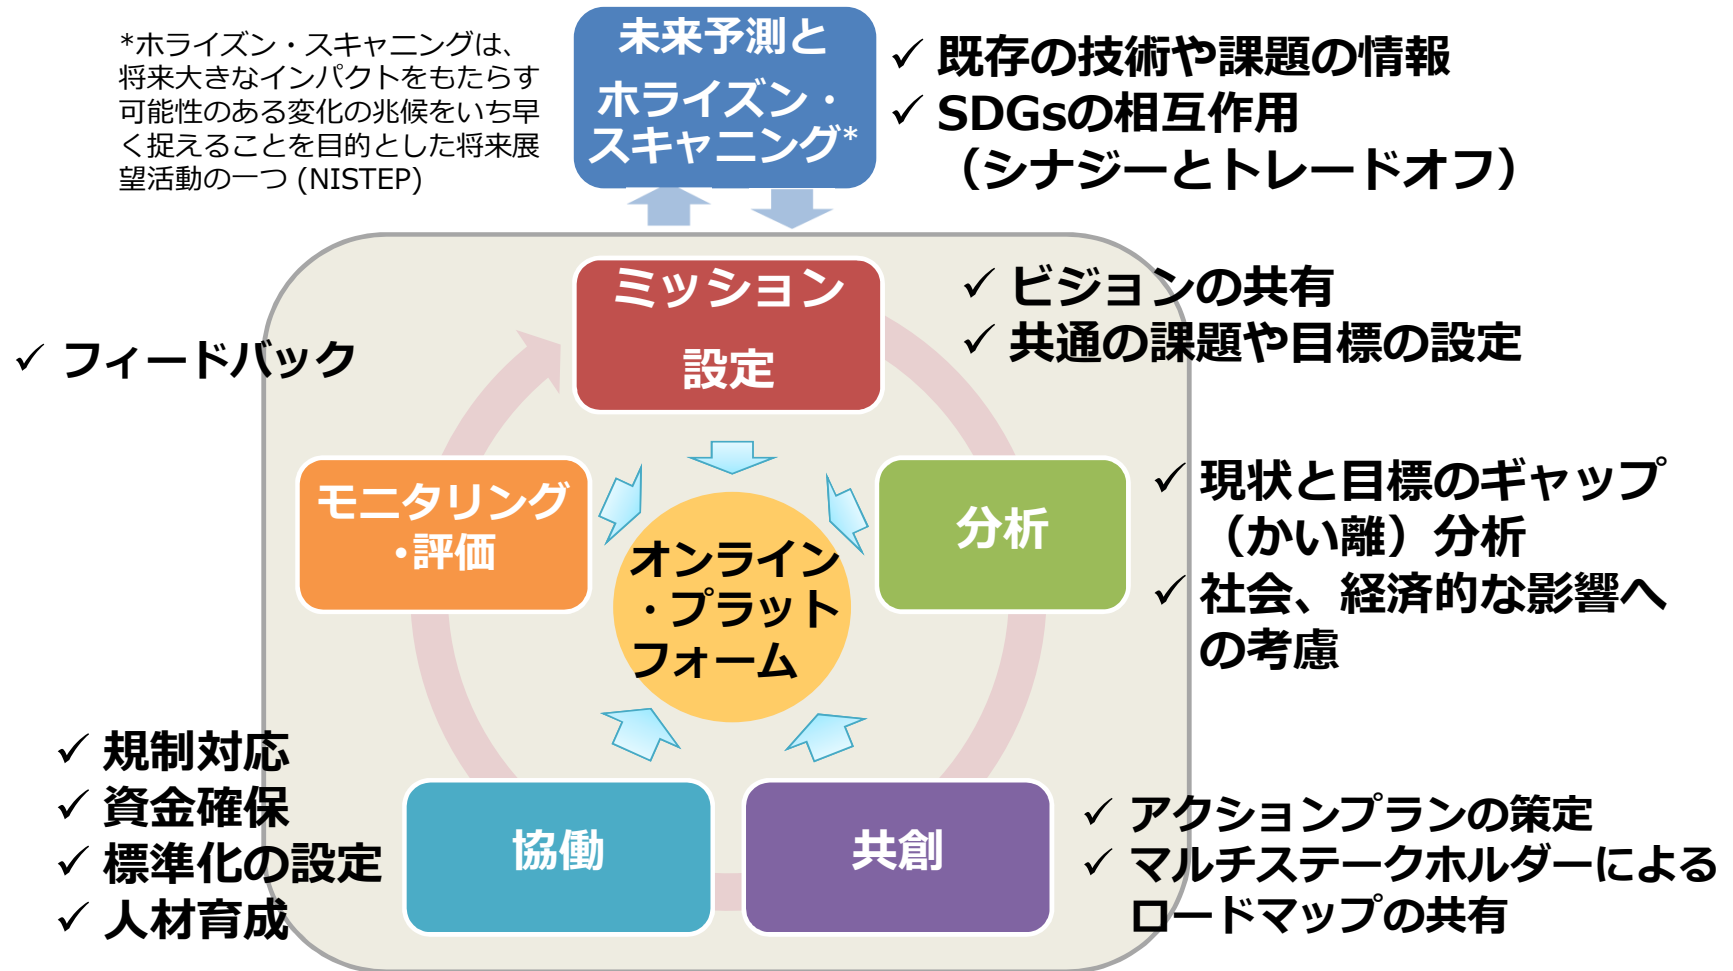 *ホライズン・スキャニングは、
将来大きなインパクトをもたらす
可能性のある変化の兆候をいち早
く捉えることを目的とした将来展
望活動の一つ (NISTEP)
未来予測と
ホライズン・
スキャニング*
✓ 既存の技術や課題の情報
✓ SDGsの相互作用
（シナジーとトレードオフ）
ミッション
設定
✓ ビジョンの共有
✓ 共通の課題や目標の設定
✓ フィードバック
モニタリング
・評価
分析
✓ 現状と目標のギャップ
（かい離）分析
✓ 社会、経済的な影響へ
の考慮
オンライン
・プラット
フォーム
✓ 規制対応
✓ 資金確保
✓ 標準化の設定
✓ 人材育成
協働
共創
✓ アクションプランの策定
✓ マルチステークホルダーによる
ロードマップの共有